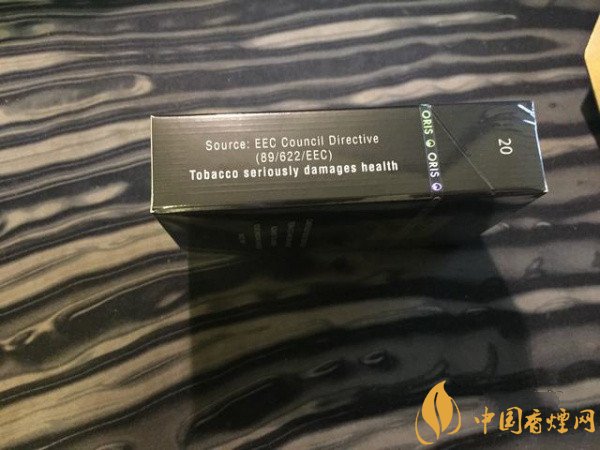 Source: EEC Council Directive
(89/622/EEC)
Tobacco seriously damages health
ORIS ORIS
20
中国香烟网